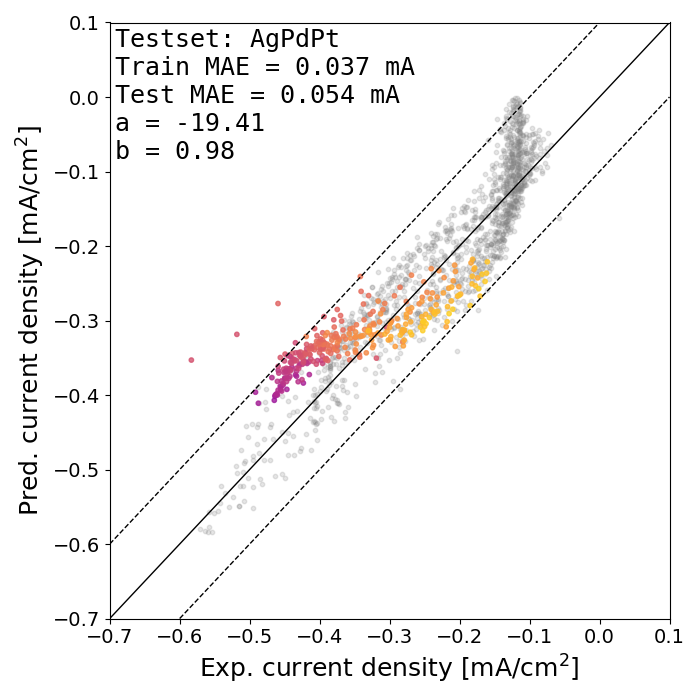 Testset: AgPdPt
Train MAE = 0.037 mA
Test MAE = 0.054 mA
a = -19.41
b = 0.98
0.1
0.0
−0.1
−0.2
−0.3
−0.4
−0.5
−0.6
−0.7
Pred. current density [mA/cm²]
−0.7 −0.6 −0.5 −0.4 −0.3 −0.2 −0.1 0.0 0.1
Exp. current density [mA/cm²]